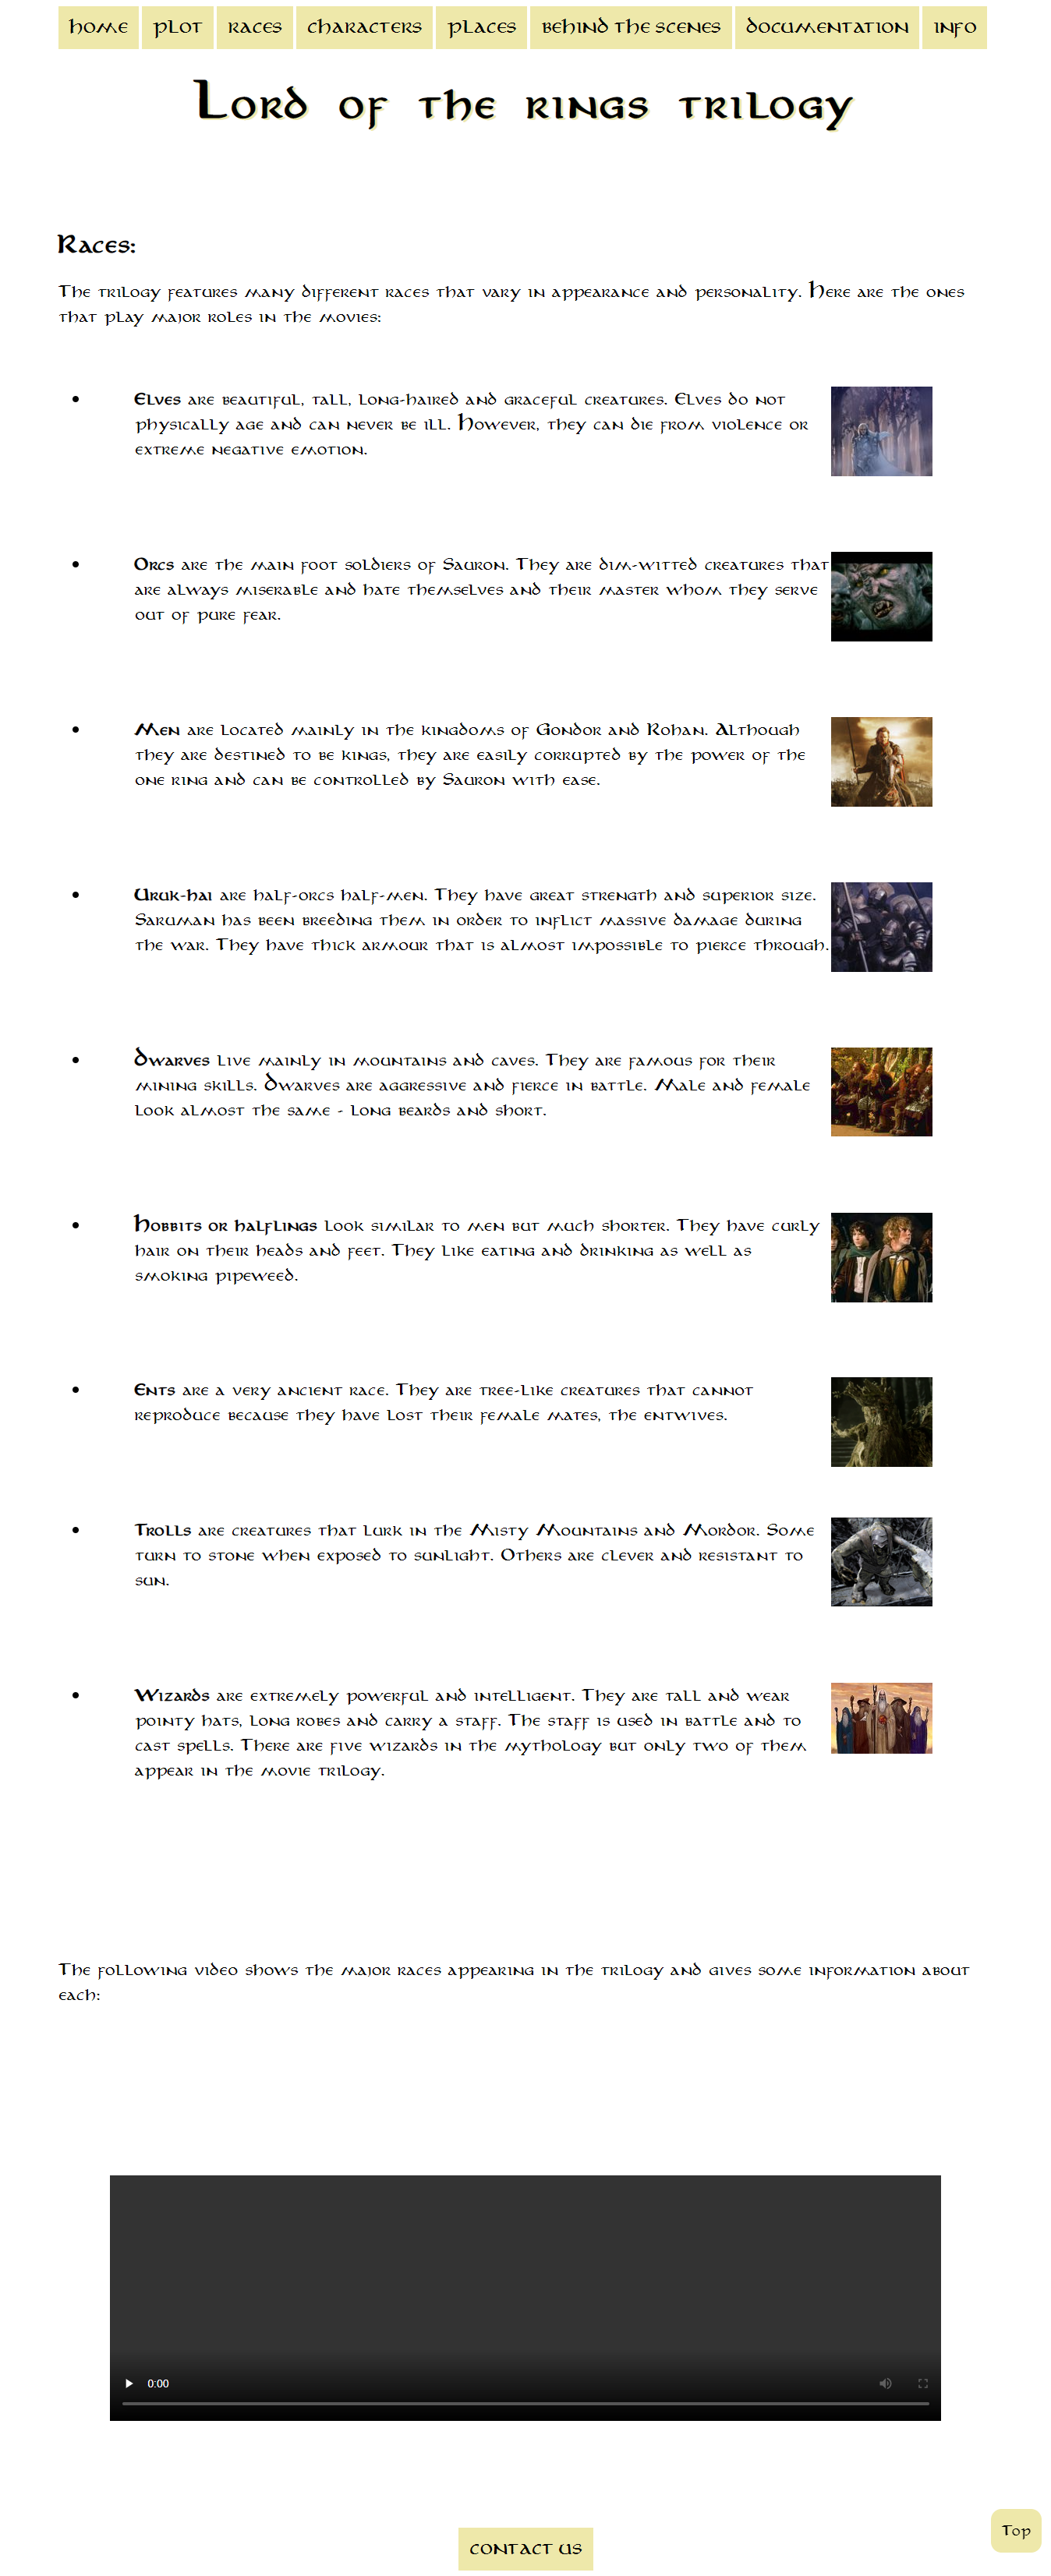 HOME PLOT RACES CHARACTERS PLACES BEHIND THE SCENES DOCUMENTATION INFO
Lord of the rings trilogy
Races:
The trilogy features many different races that vary in appearance and personality. Here are the ones
that play major roles in the movies:
• Elves are beautiful, tall, long-haired and graceful creatures. Elves do not
physically age and can never be ill. However, they can die from violence or
extreme negative emotion.
• Orcs are the main foot soldiers of Sauron. They are dim-witted creatures that
are always miserable and hate themselves and their master whom they serve
out of pure fear.
• Men are located mainly in the kingdoms of Gondor and Rohan. Although
they are destined to be kings, they are easily corrupted by the power of the
one ring and can be controlled by Sauron with ease.
• Uruk-hai are half-orcs half-men. They have great strength and superior size.
Saruman has been breeding them in order to inflict massive damage during
the war. They have thick armour that is almost impossible to pierce through.
• Dwarves live mainly in mountains and caves. They are famous for their
mining skills. Dwarves are aggressive and fierce in battle. Male and female
look almost the same - long beards and short.
• Hobbits or halflings look similar to men but much shorter. They have curly
hair on their heads and feet. They like eating and drinking as well as
smoking pipeweed.
• Ents are a very ancient race. They are tree-like creatures that cannot
reproduce because they have lost their female mates, the entwives.
• Trolls are creatures that lurk in the Misty Mountains and Mordor. Some
turn to stone when exposed to sunlight. Others are clever and resistant to
sun.
• Wizards are extremely powerful and intelligent. They are tall and wear
pointy hats, long robes and carry a staff. The staff is used in battle and to
cast spells. There are five wizards in the mythology but only two of them
appear in the movie trilogy.
The following video shows the major races appearing in the trilogy and gives some information about
each:
0:00
Top
CONTACT US